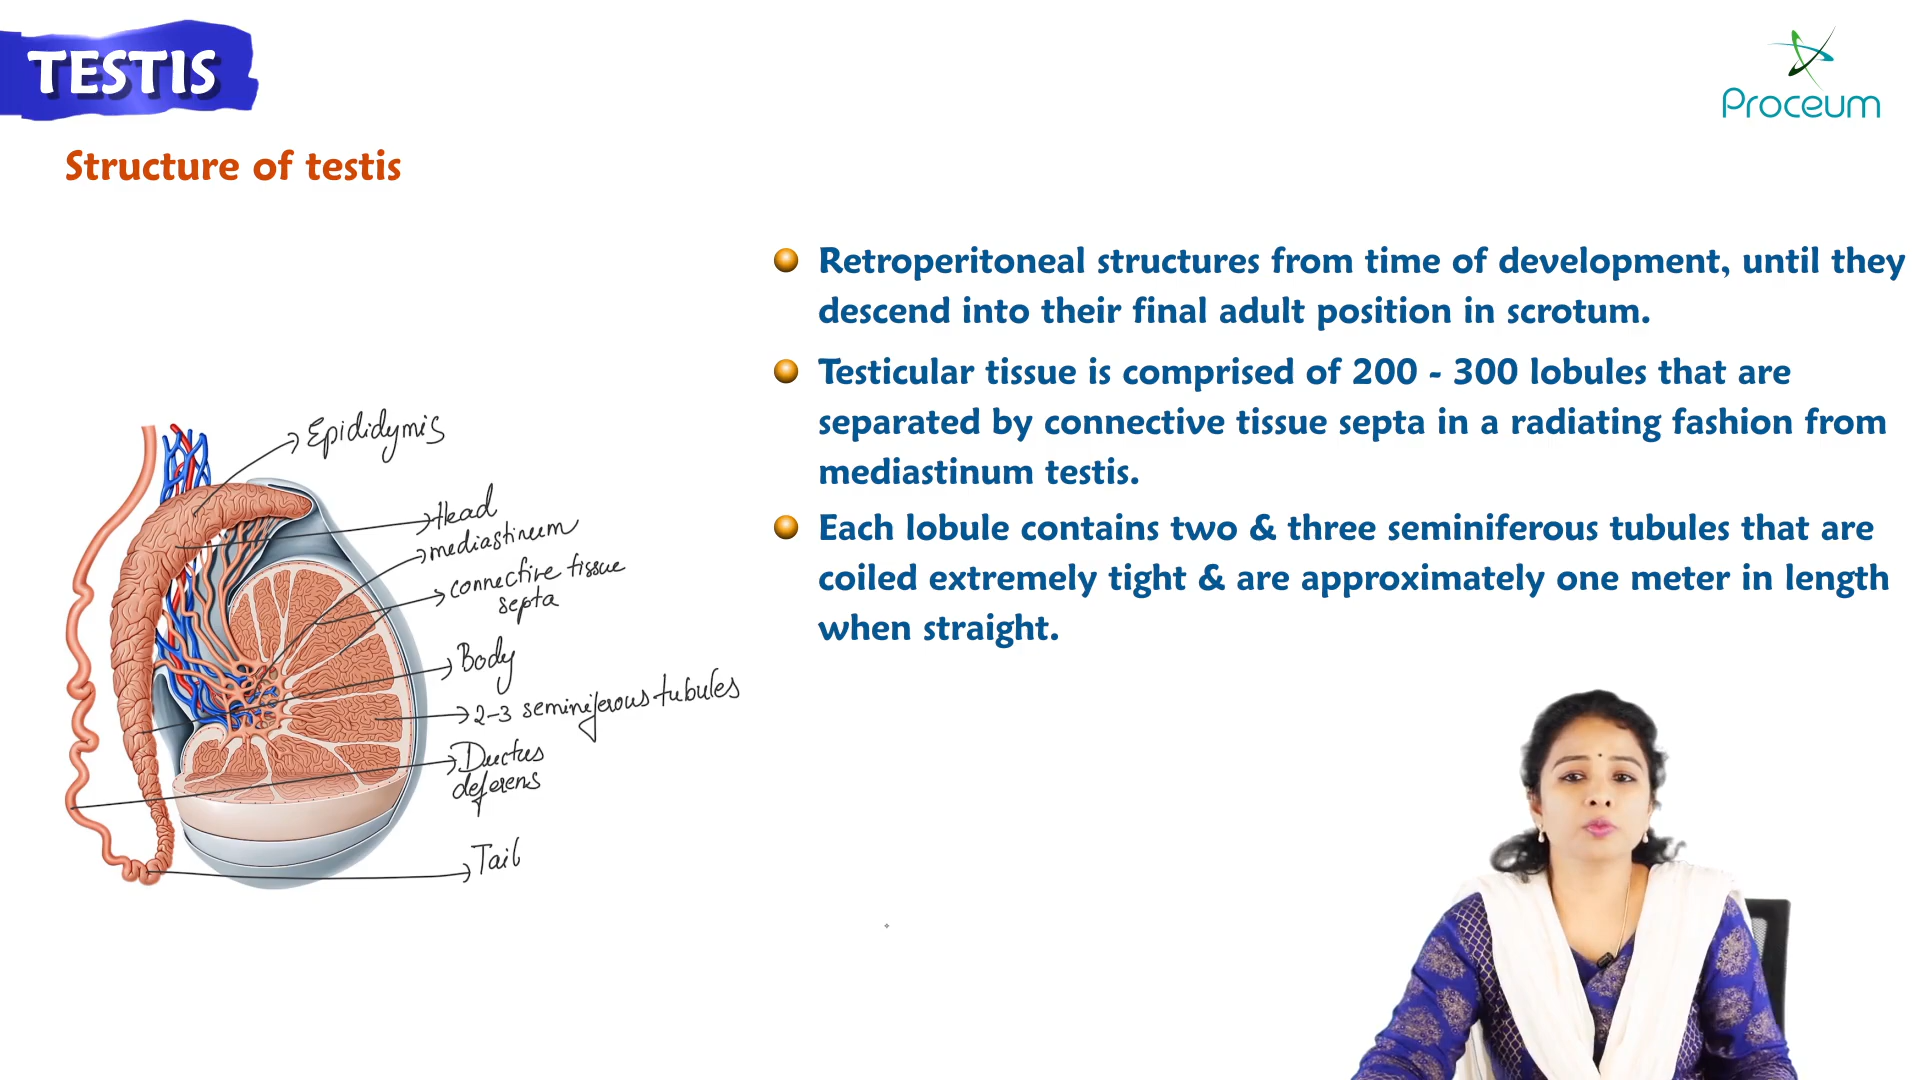 TESTIS
Proceum
Structure of testis
Retroperitoneal structures from time of development, until they
descend into their final adult position in scrotum.
Testicular tissue is comprised of 200 - 300 lobules that are
separated by connective tissue septa in a radiating fashion from
mediastinum testis.
Each lobule contains two & three seminiferous tubules that are
coiled extremely tight & are approximately one meter in length
when straight.
Epididymis
Head
mediastinum
connective tissue
septa
Body
2-3 seminiferous tubules
Ductus
deferens
Tail